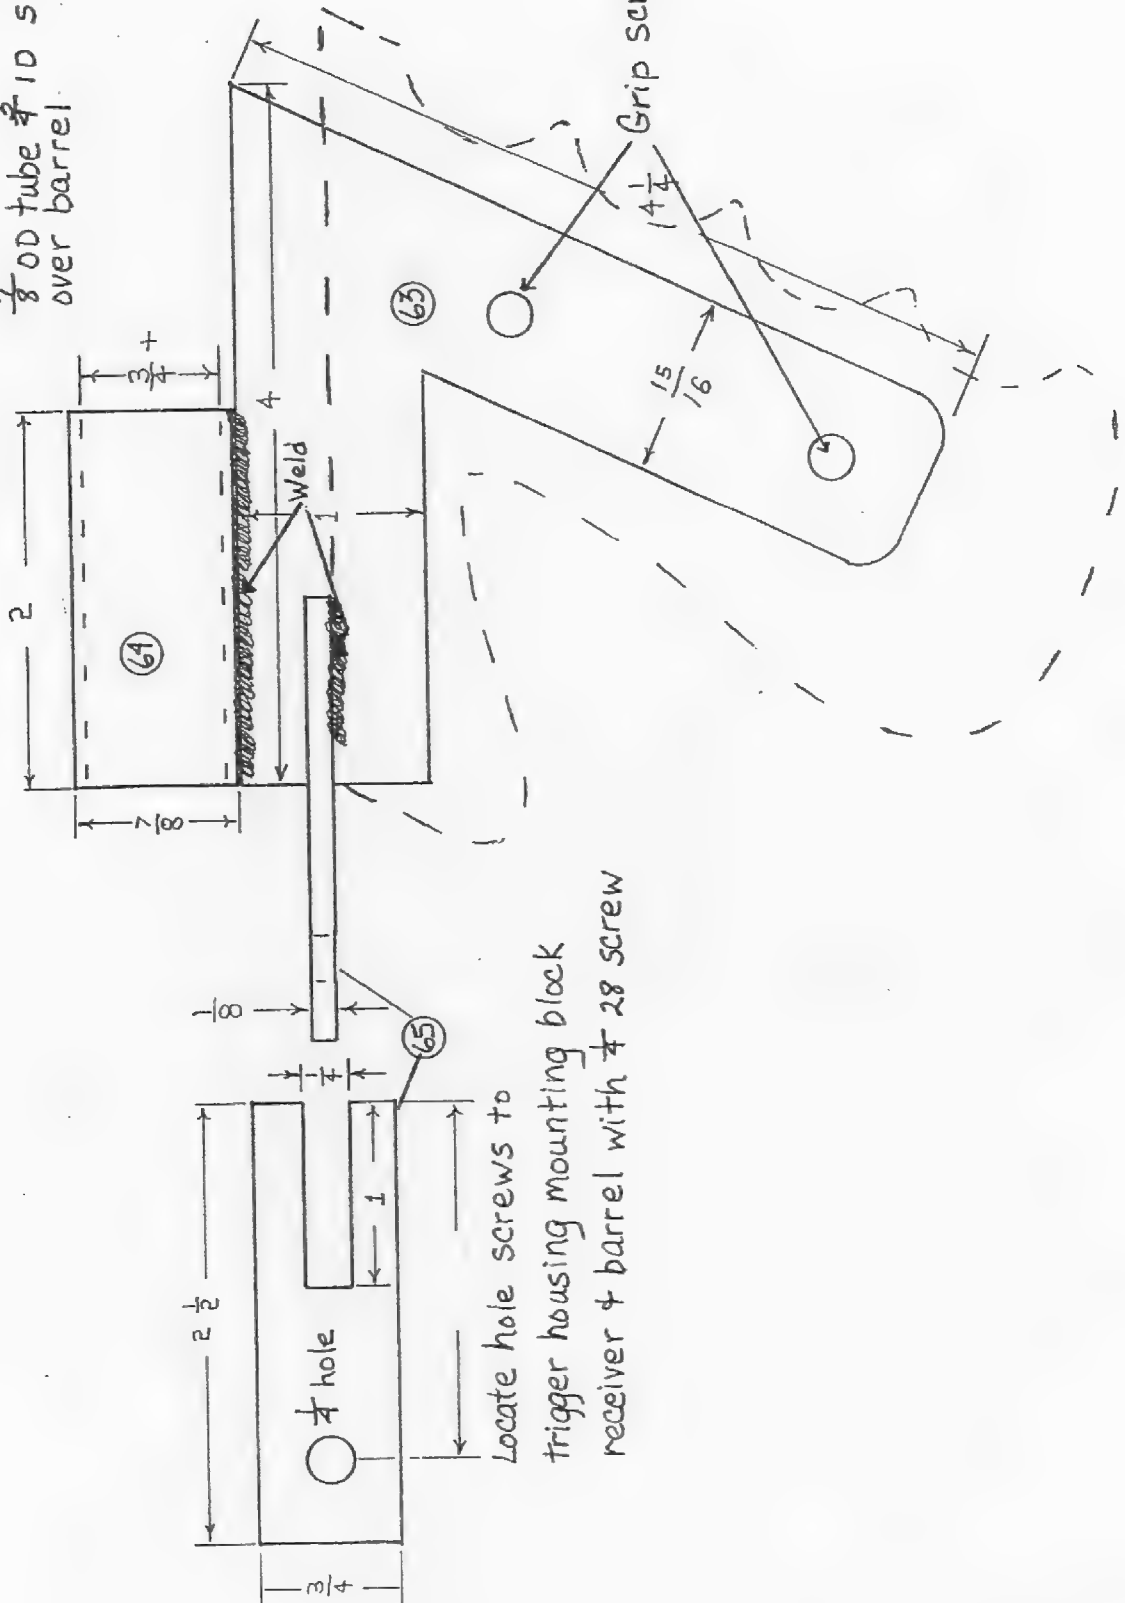 7/8 OD tube 3/4 ID s
over barrel
2
3/4 +
7/8
64
4
Weld
1
63
Grip scr
4 1/4
15/16
1/8
65
1/4
2 1/2
1
1/4 hole
3/4
Locate hole screws to
trigger housing mounting block
receiver + barrel with 1/4 28 screw